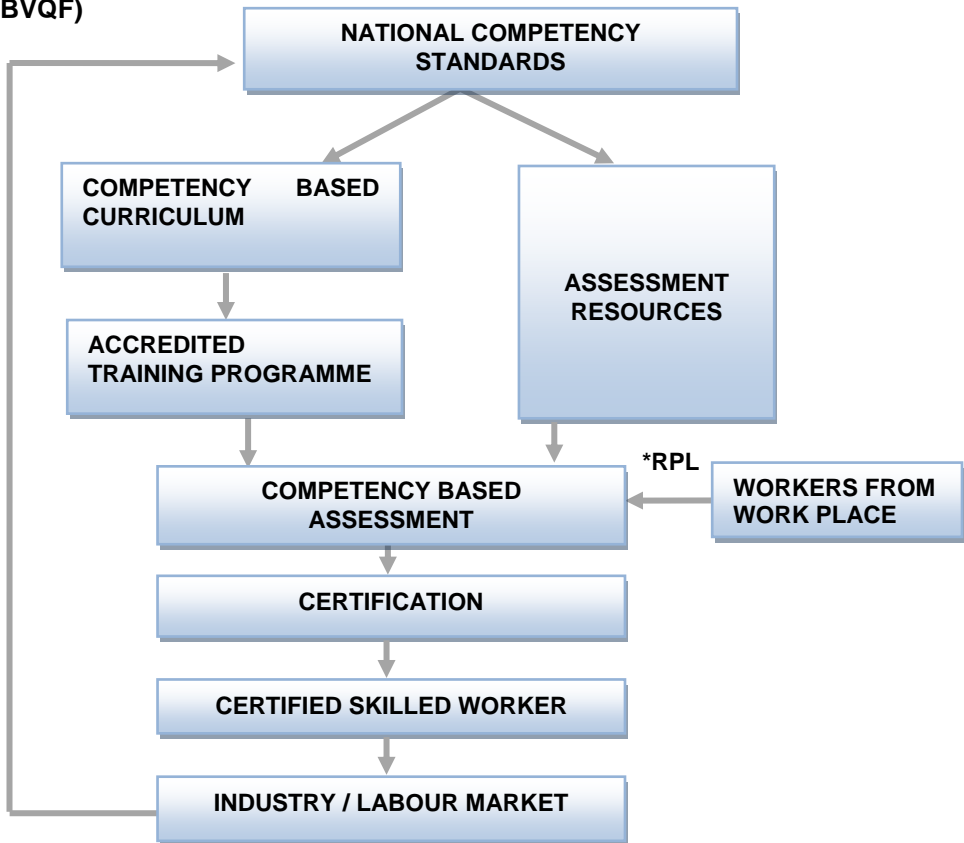 BVQF)
NATIONAL COMPETENCY
STANDARDS
COMPETENCY BASED
CURRICULUM
ASSESSMENT
RESOURCES
ACCREDITED
TRAINING PROGRAMME
*RPL
COMPETENCY BASED
ASSESSMENT
WORKERS FROM
WORK PLACE
CERTIFICATION
CERTIFIED SKILLED WORKER
INDUSTRY / LABOUR MARKET